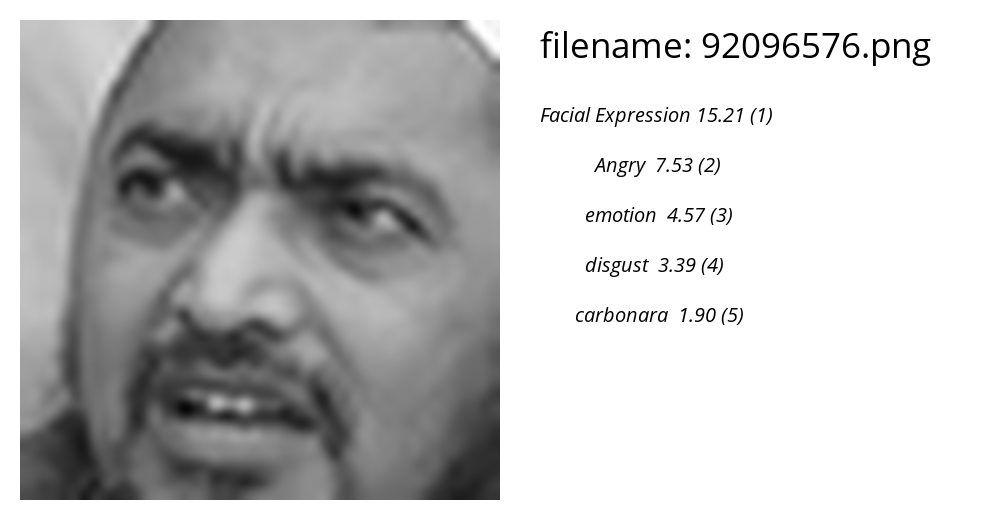 filename: 92096576.png
Facial Expression 15.21 (1)
Angry 7.53 (2)
emotion 4.57 (3)
disgust 3.39 (4)
carbonara 1.90 (5)